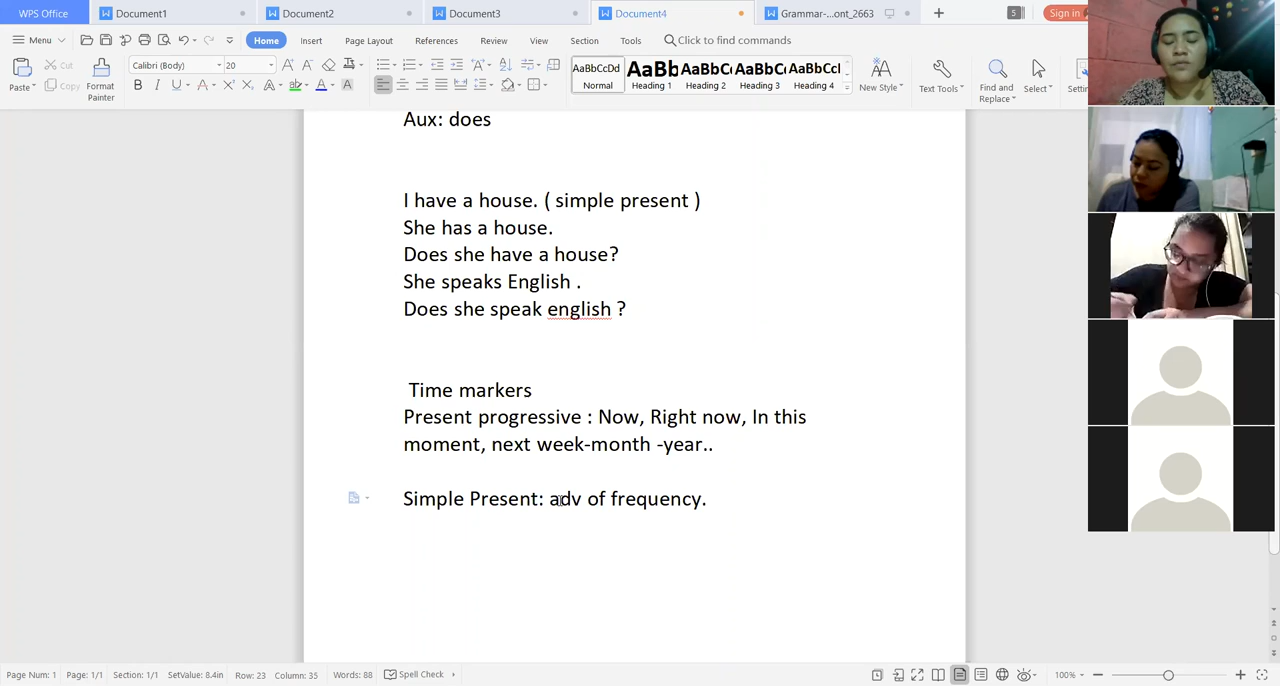 WPS Office
Document1
Document2
Document3
Document4
Grammar-...ont_2663
5
Sign in
Menu
Home
Insert
Page Layout
References
Review
View
Section
Tools
Click to find commands
Paste
Cut
Copy
Format Painter
Calibri (Body)
20
AaBbCcDd
Normal
AaBb
Heading 1
AaBbC
Heading 2
AaBbC
Heading 3
AaBbCcl
Heading 4
New Style
Text Tools
Find and Replace
Select
Aux: does
I have a house. ( simple present )
She has a house.
Does she have a house?
She speaks English .
Does she speak english ?
Time markers
Present progressive : Now, Right now, In this
moment, next week-month -year..
Simple Present: adv of frequency.
Page Num: 1
Page: 1/1
Section: 1/1
SetValue: 8.4in
Row: 23
Column: 35
Words: 88
Spell Check
100%